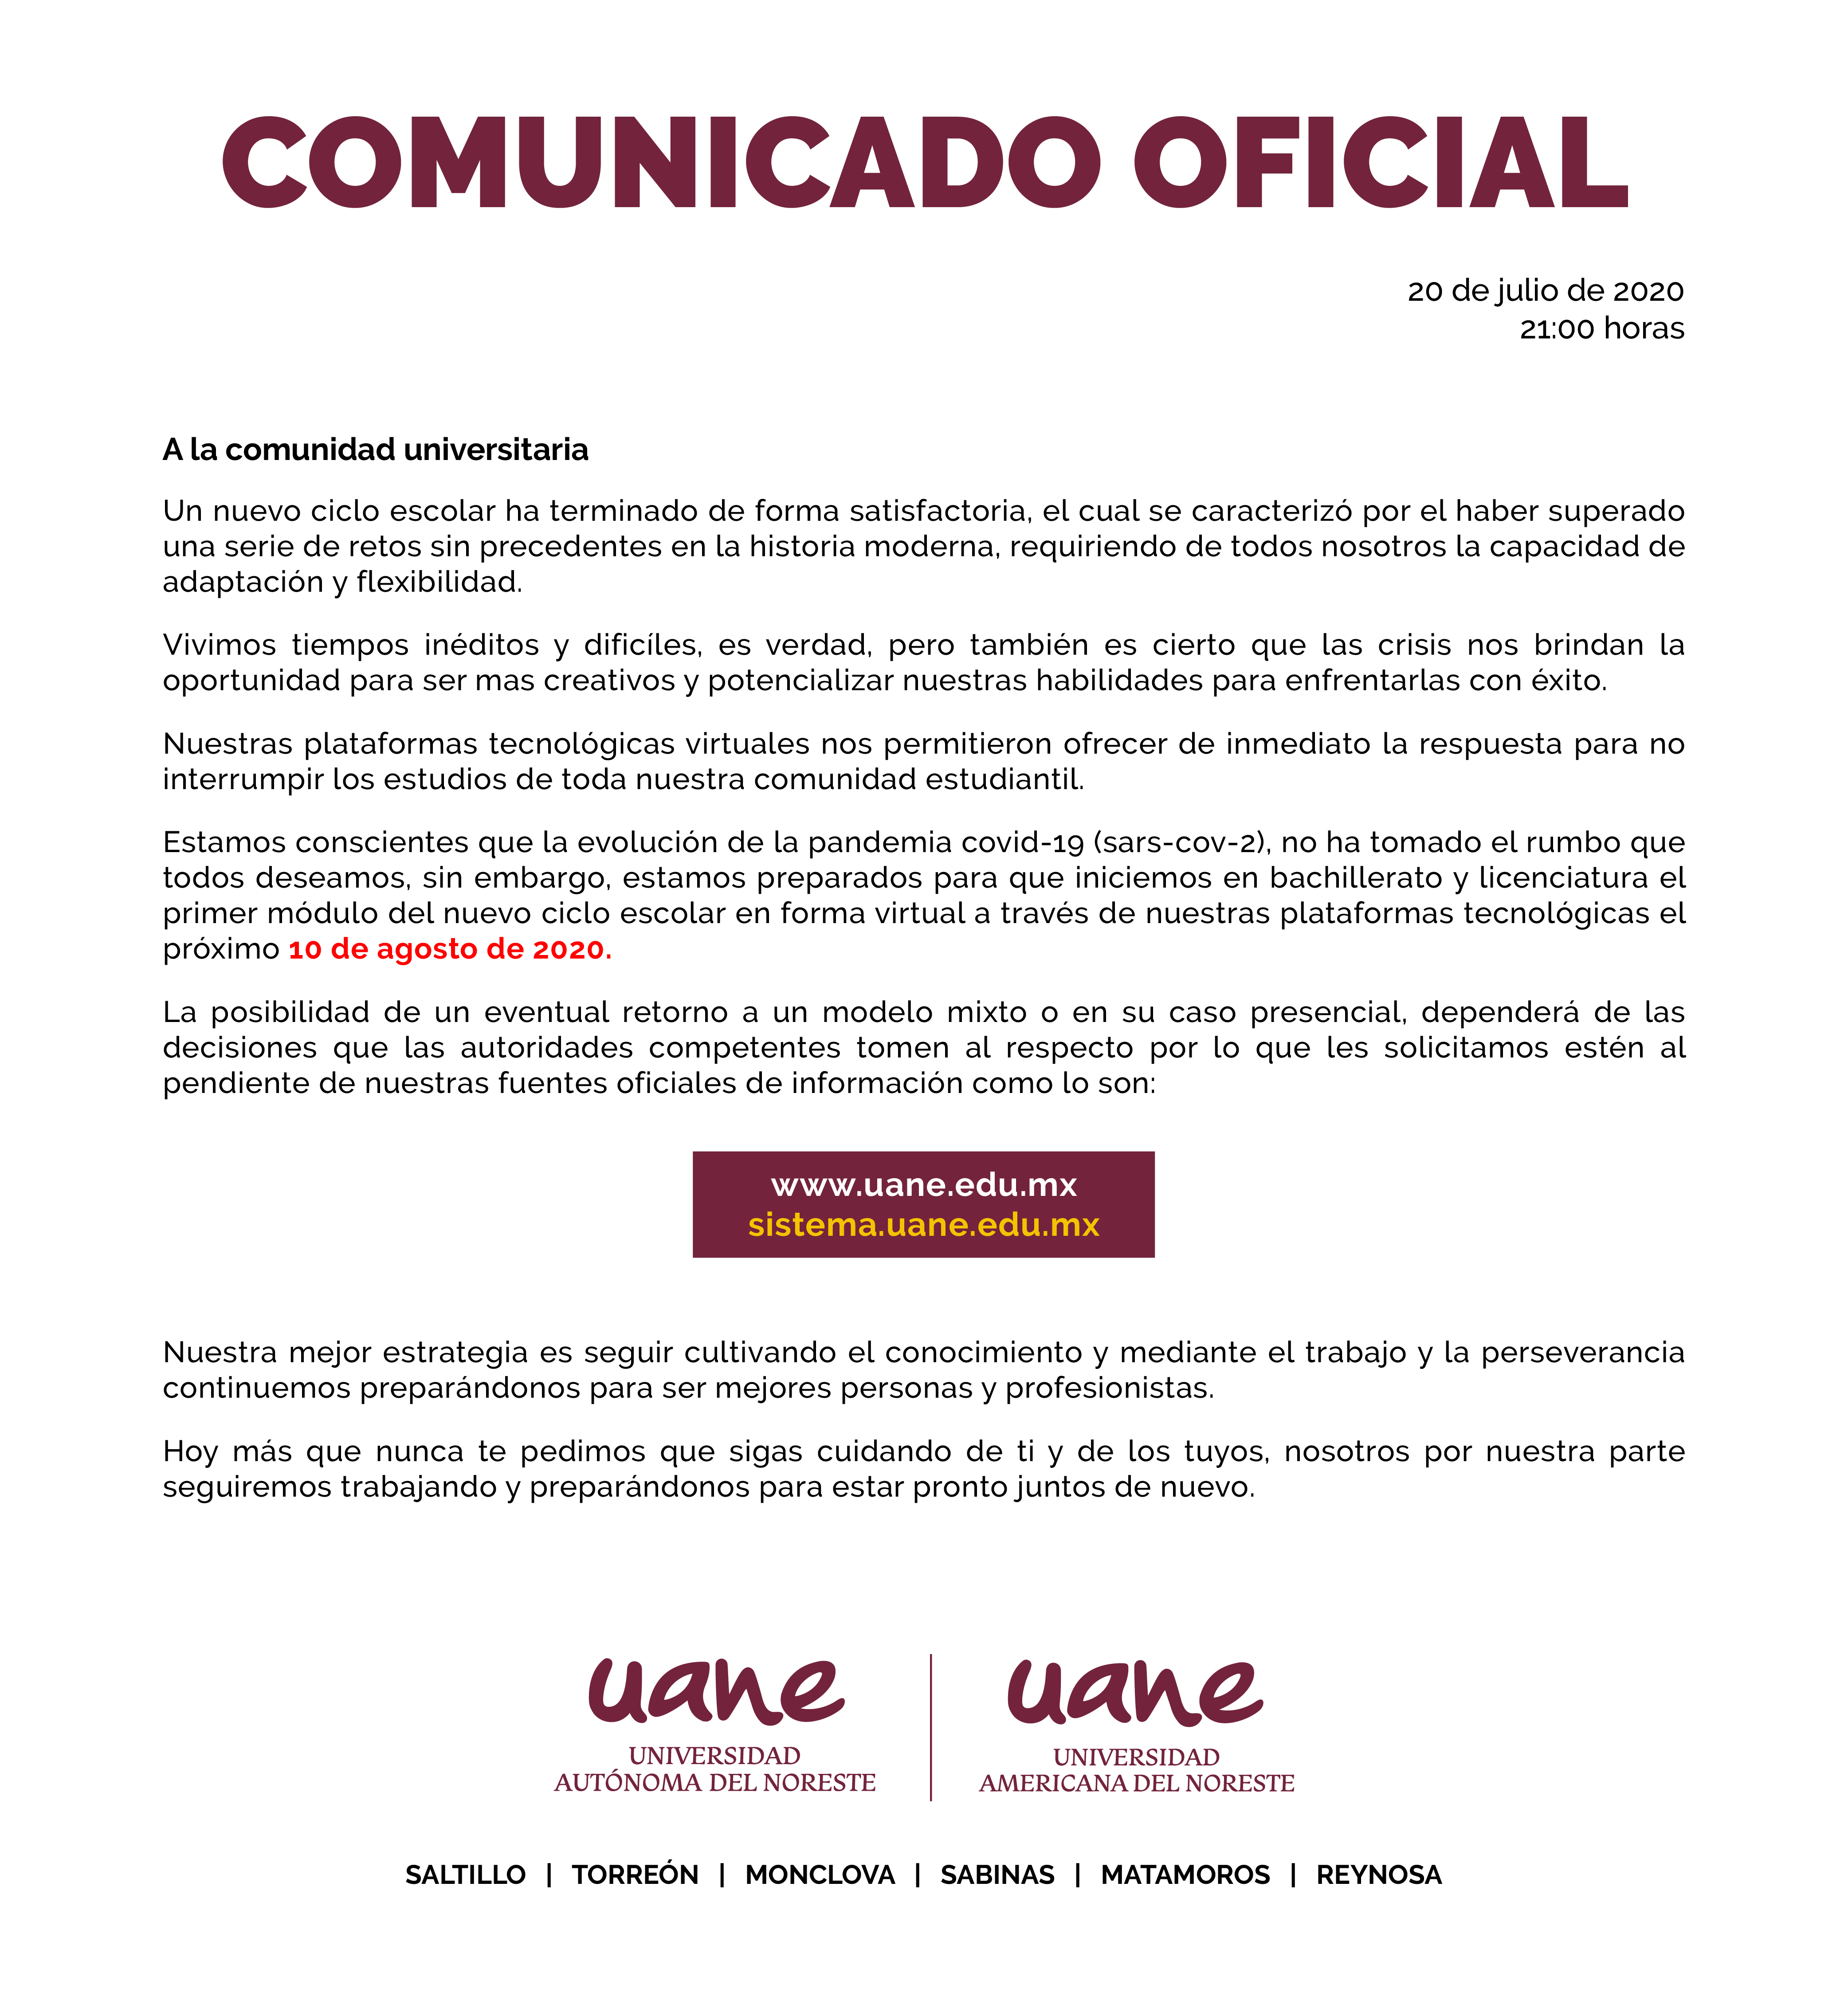 COMUNICADO OFICIAL
20 de julio de 2020
21:00 horas
A la comunidad universitaria
Un nuevo ciclo escolar ha terminado de forma satisfactoria, el cual se caracterizó por el haber superado
una serie de retos sin precedentes en la historia moderna, requiriendo de todos nosotros la capacidad de
adaptación y flexibilidad.
Vivimos tiempos inéditos y dificíles, es verdad, pero también es cierto que las crisis nos brindan la
oportunidad para ser mas creativos y potencializar nuestras habilidades para enfrentarlas con éxito.
Nuestras plataformas tecnológicas virtuales nos permitieron ofrecer de inmediato la respuesta para no
interrumpir los estudios de toda nuestra comunidad estudiantil.
Estamos conscientes que la evolución de la pandemia covid-19 (sars-cov-2), no ha tomado el rumbo que
todos deseamos, sin embargo, estamos preparados para que iniciemos en bachillerato y licenciatura el
primer módulo del nuevo ciclo escolar en forma virtual a través de nuestras plataformas tecnológicas el
próximo 10 de agosto de 2020.
La posibilidad de un eventual retorno a un modelo mixto o en su caso presencial, dependerá de las
decisiones que las autoridades competentes tomen al respecto por lo que les solicitamos estén al
pendiente de nuestras fuentes oficiales de información como lo son:
www.uane.edu.mx
sistema.uane.edu.mx
Nuestra mejor estrategia es seguir cultivando el conocimiento y mediante el trabajo y la perseverancia
continuemos preparándonos para ser mejores personas y profesionistas.
Hoy más que nunca te pedimos que sigas cuidando de ti y de los tuyos, nosotros por nuestra parte
seguiremos trabajando y preparándonos para estar pronto juntos de nuevo.
uane
UNIVERSIDAD
AUTÓNOMA DEL NORESTE
uane
UNIVERSIDAD
AMERICANA DEL NORESTE
SALTILLO | TORREÓN | MONCLOVA | SABINAS | MATAMOROS | REYNOSA